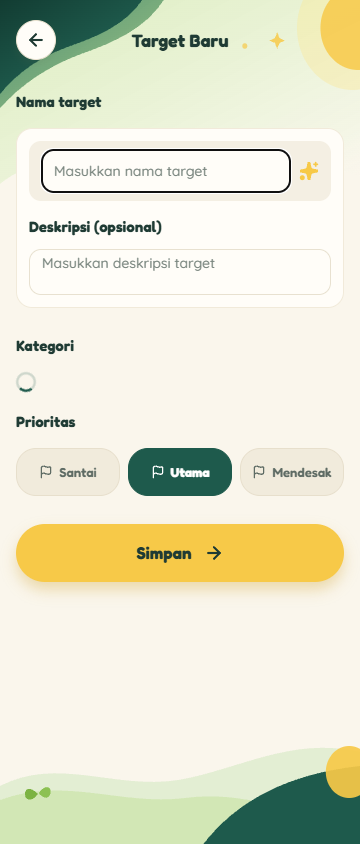 Target Baru
Nama target
Masukkan nama target
Deskripsi (opsional)
Masukkan deskripsi target
Kategori
Prioritas
Santai
Utama
Mendesak
Simpan